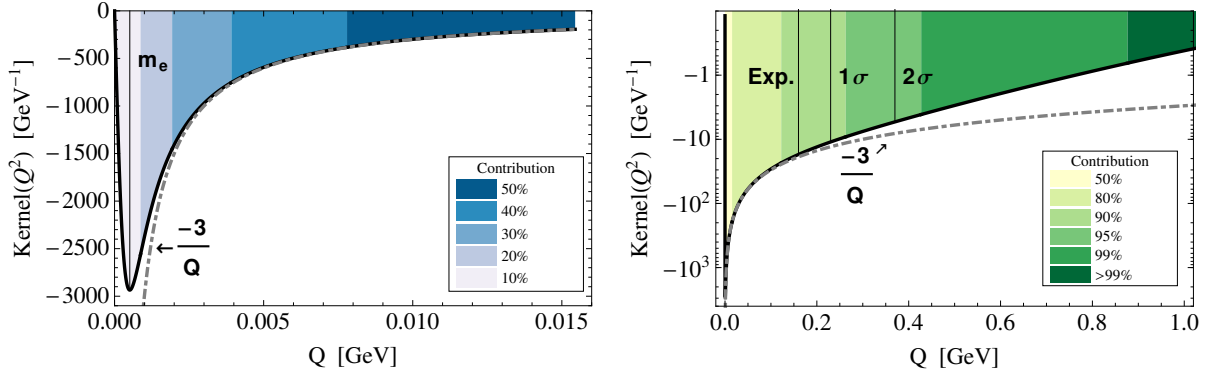 Kernel(Q²) [GeV⁻¹]
0
-500
-1000
-1500
-2000
-2500
-3000
mₑ
← -3
Q
Contribution
50%
40%
30%
20%
10%
0.000
0.005
0.010
0.015
Q [GeV]
Kernel(Q²) [GeV⁻¹]
-1
-10
-10²
-10³
Exp.
1σ
2σ
-3 ↗
Q
Contribution
50%
80%
90%
95%
99%
>99%
0.0
0.2
0.4
0.6
0.8
1.0
Q [GeV]